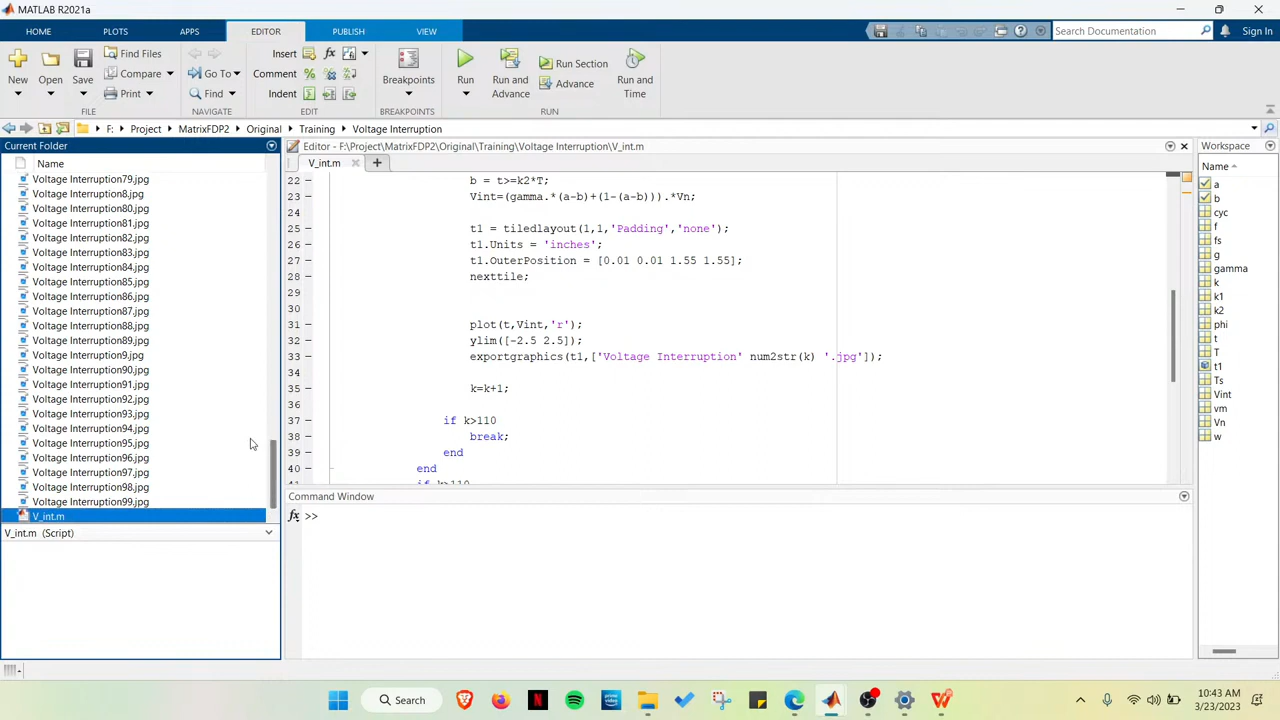 MATLAB R2021a
HOME PLOTS APPS EDITOR PUBLISH VIEW
Search Documentation Sign In
New Open Save Find Files Compare Print
Go To Find
Insert fx
Comment
Indent
Breakpoints
Run Run and Advance Run Section Advance Run and Time
FILE NAVIGATE EDIT BREAKPOINTS RUN
F: Project MatrixFDP2 Original Training Voltage Interruption
Current Folder
Name
Voltage Interruption79.jpg
Voltage Interruption8.jpg
Voltage Interruption80.jpg
Voltage Interruption81.jpg
Voltage Interruption82.jpg
Voltage Interruption83.jpg
Voltage Interruption84.jpg
Voltage Interruption85.jpg
Voltage Interruption86.jpg
Voltage Interruption87.jpg
Voltage Interruption88.jpg
Voltage Interruption89.jpg
Voltage Interruption9.jpg
Voltage Interruption90.jpg
Voltage Interruption91.jpg
Voltage Interruption92.jpg
Voltage Interruption93.jpg
Voltage Interruption94.jpg
Voltage Interruption95.jpg
Voltage Interruption96.jpg
Voltage Interruption97.jpg
Voltage Interruption98.jpg
Voltage Interruption99.jpg
V_int.m
V_int.m (Script)
Editor - F:\Project\MatrixFDP2\Original\Training\Voltage Interruption\V_int.m
V_int.m
22 b = t>=k2*T;
23 Vint=(gamma.*(a-b)+(1-(a-b))).*Vn;
24
25 t1 = tiledlayout(1,1,'Padding','none');
26 t1.Units = 'inches';
27 t1.OuterPosition = [0.01 0.01 1.55 1.55];
28 nexttile;
29
30
31 plot(t,Vint,'r');
32 ylim([-2.5 2.5]);
33 exportgraphics(t1,['Voltage Interruption' num2str(k) '.jpg']);
34
35 k=k+1;
36
37 if k>110
38 break;
39 end
40 end
41 if k>110
Command Window
fx >>
Workspace
Name
a
b
cyc
f
fs
g
gamma
k
k1
k2
phi
t
T
t1
Ts
Vint
vm
Vn
w
Search
10:43 AM
3/23/2023